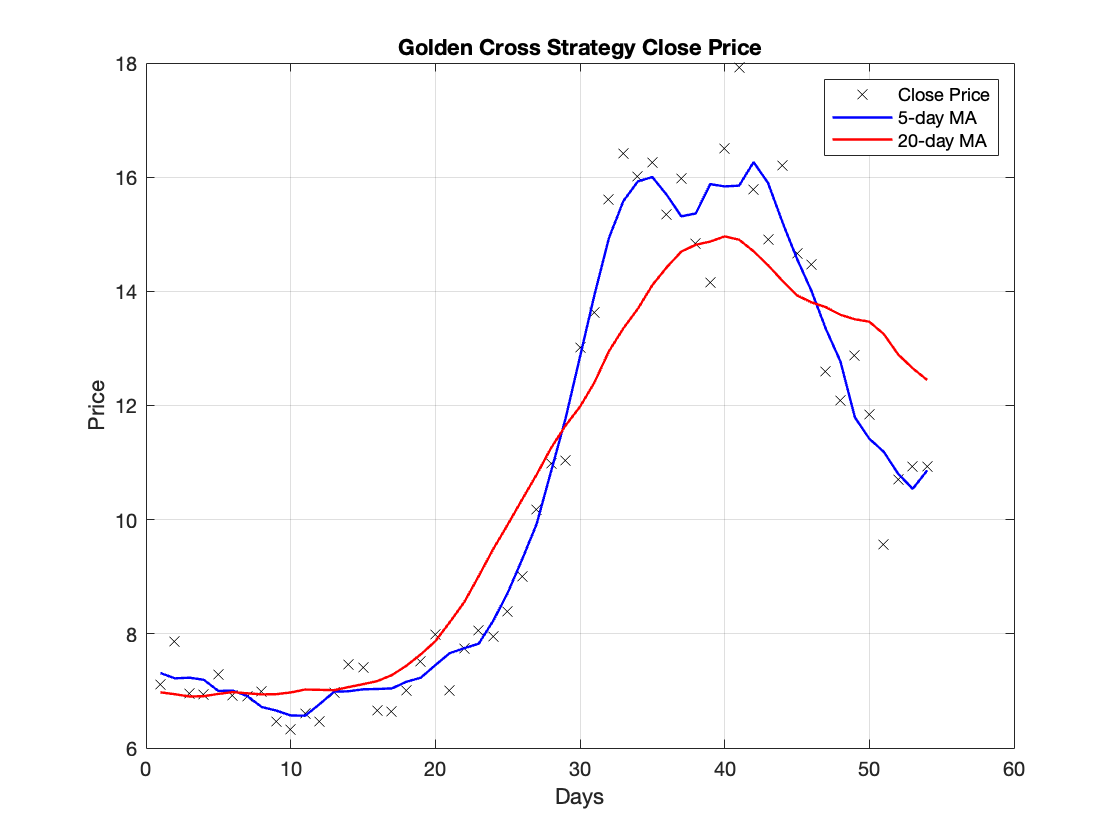 Golden Cross Strategy Close Price
18
16
14
12
10
8
6
Price
0 10 20 30 40 50 60
Days
Close Price
5-day MA
20-day MA